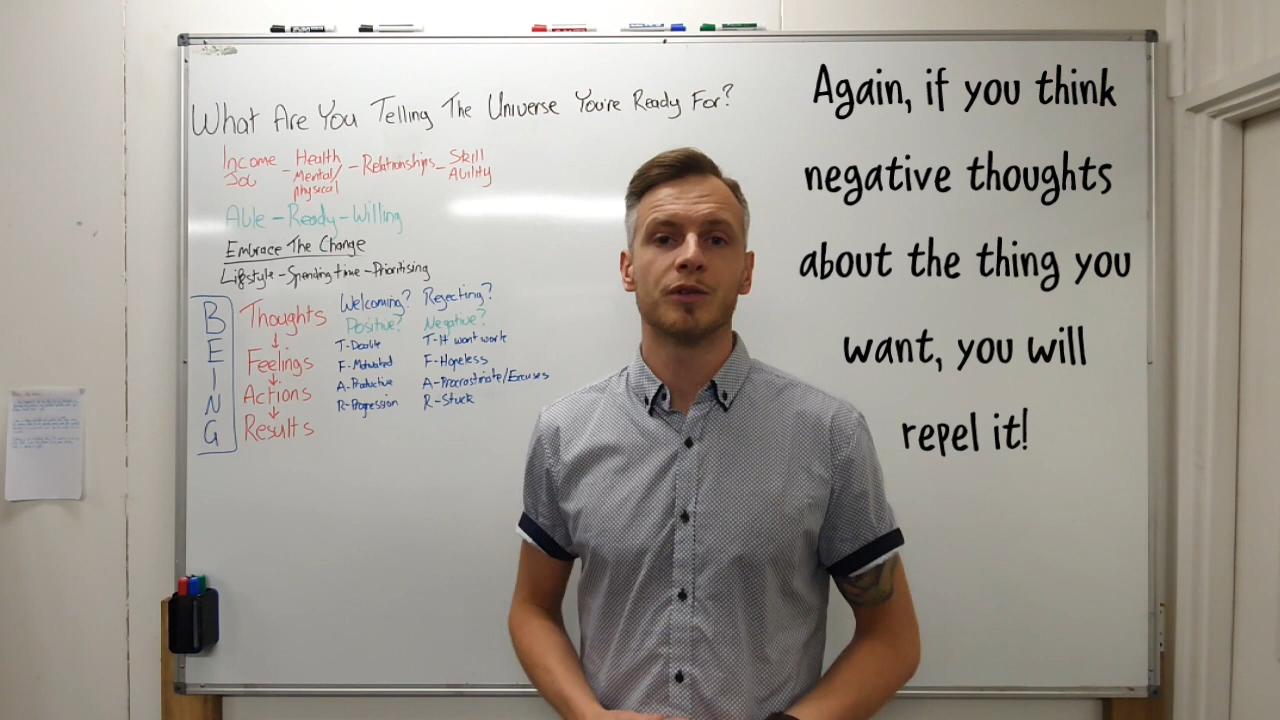 What Are You Telling The Universe You're Ready For?
Income Job - Health Mental/ physical - Relationships - Skill Ability
Able - Ready - Willing
Embrace The Change
Lifestyle - Spending time - Prioritising
BEING
Thoughts
Feelings
Actions
Results
Welcoming? Rejecting?
Positive? Negative?
T-Doable T-It wont work
F-Motivated F-Hopeless
A-Productive A-Procrastinate/Excuses
R-Progression R-Stuck
Again, if you think
negative thoughts
about the thing you
want, you will
repel it!